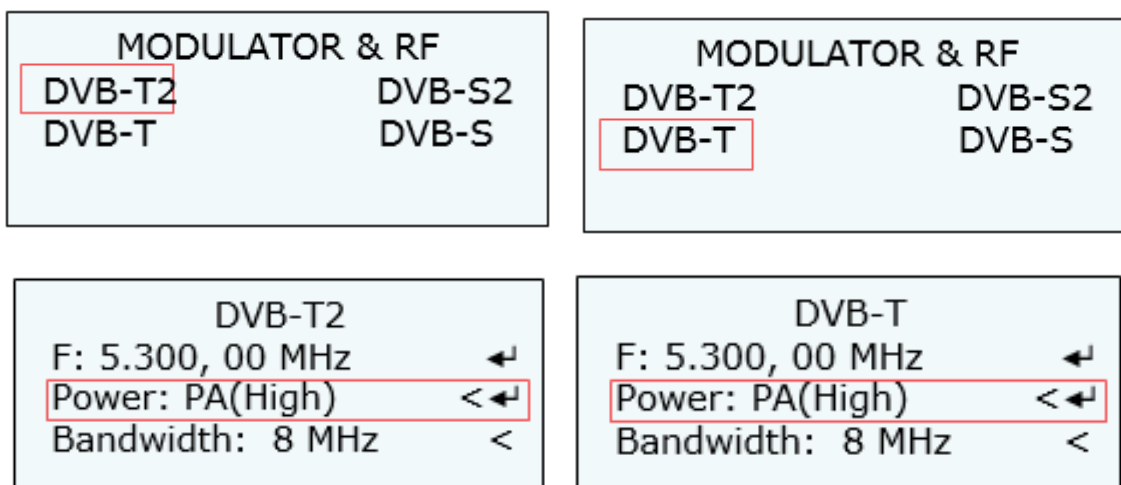 MODULATOR & RF
DVB-T2 DVB-S2
DVB-T DVB-S
MODULATOR & RF
DVB-T2 DVB-S2
DVB-T DVB-S
DVB-T2
F: 5.300, 00 MHz ↵
Power: PA(High) <↵
Bandwidth: 8 MHz <
DVB-T
F: 5.300, 00 MHz ↵
Power: PA(High) <↵
Bandwidth: 8 MHz <